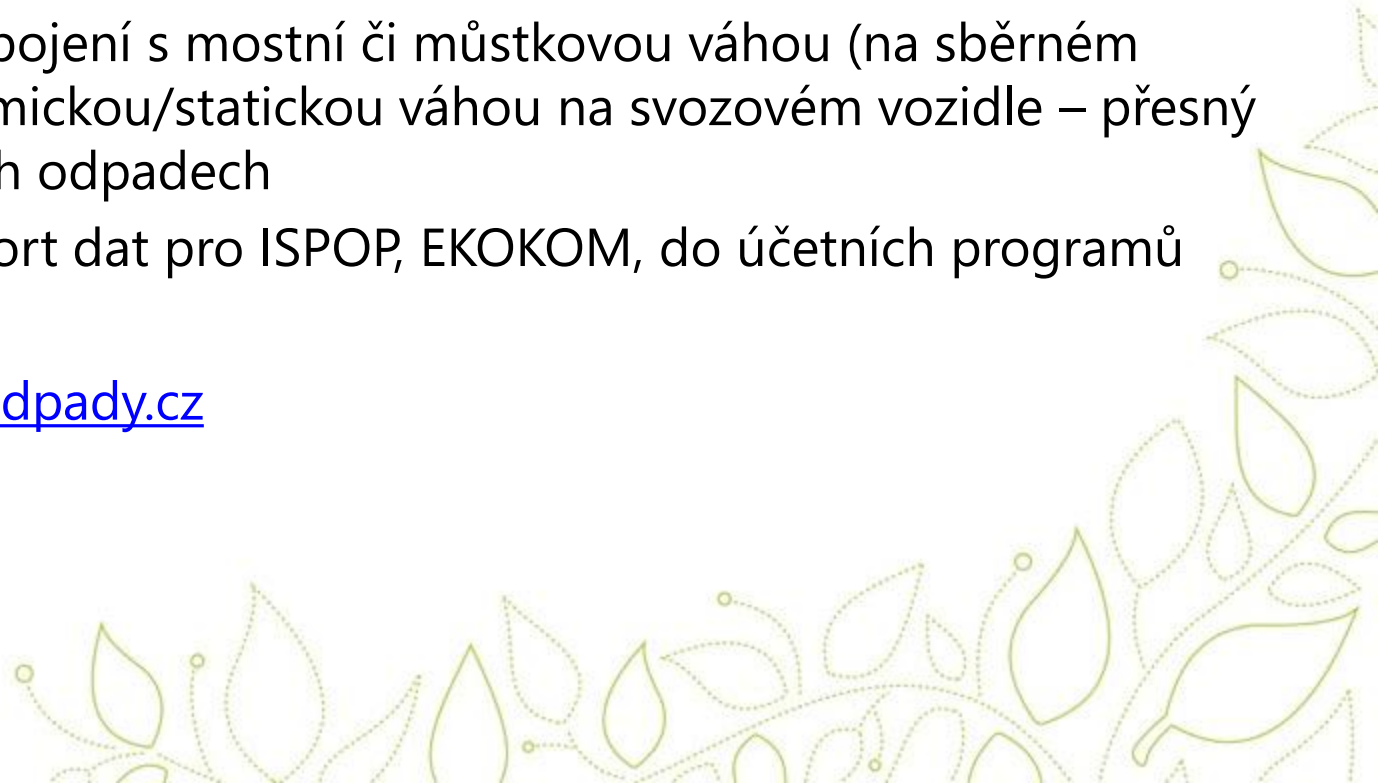 pojení s mostní či můstkovou váhou (na sběrném
mickou/statickou váhou na svozovém vozidle – přesný
h odpadech
ort dat pro ISPOP, EKOKOM, do účetních programů
dpady.cz